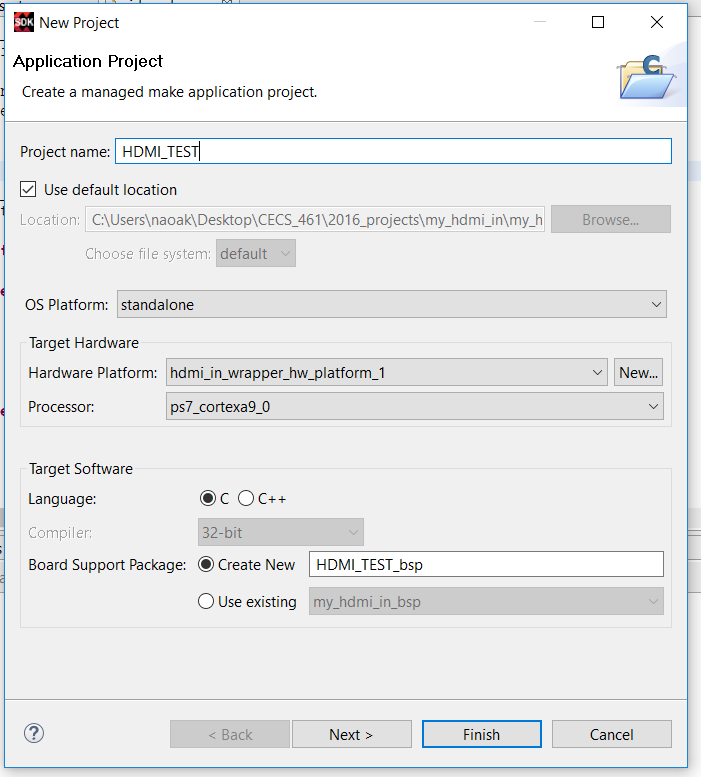 SDK New Project
Application Project
Create a managed make application project.
C
Project name: HDMI_TEST
Use default location
Location: C:\Users\naoak\Desktop\CECS_461\2016_projects\my_hdmi_in\my_h Browse...
Choose file system: default
OS Platform: standalone
Target Hardware
Hardware Platform: hdmi_in_wrapper_hw_platform_1 New...
Processor: ps7_cortexa9_0
Target Software
Language: C C++
Compiler: 32-bit
Board Support Package: Create New HDMI_TEST_bsp
Use existing my_hdmi_in_bsp
? < Back Next > Finish Cancel